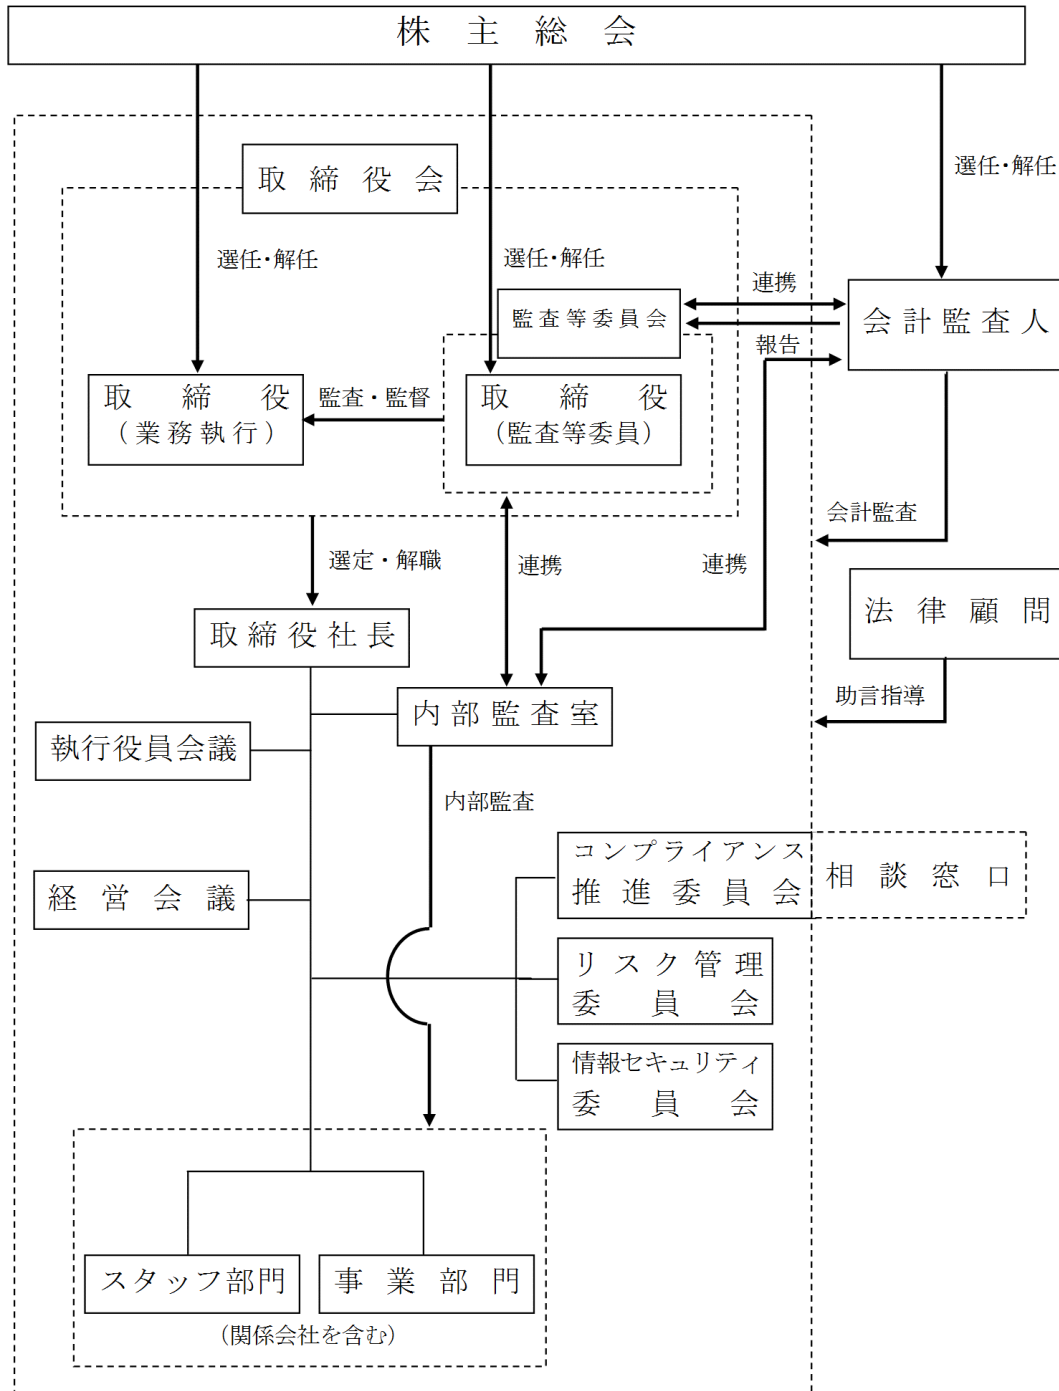 株主総会
選任・解任
取締役会
選任・解任
選任・解任
連携
監査等委員会
会計監査人
報告
取締役
（業務執行）
監査・監督
取締役
（監査等委員）
会計監査
選定・解職
連携
連携
法律顧問
取締役社長
助言指導
内部監査室
執行役員会議
内部監査
コンプライアンス
推進委員会
相談窓口
経営会議
リスク管理
委員会
情報セキュリティ
委員会
スタッフ部門
事業部門
（関係会社を含む）